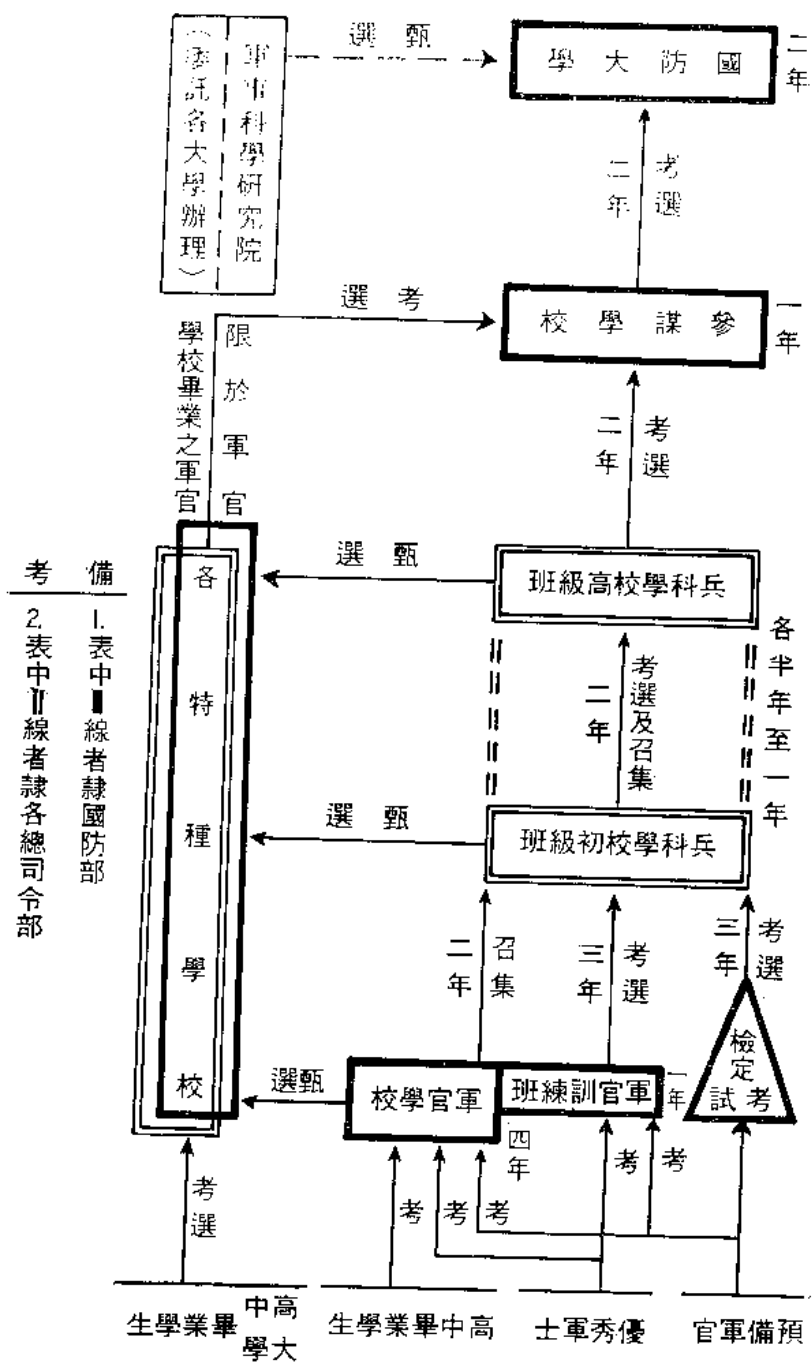 國防大學
二年
甄選
軍事科學研究院
（委託各大學辦理）
考選
二年
參謀學校
一年
考選
限於軍官
學校畢業之軍官
考選
二年
兵科學校高級班
甄選
各特種學校
考選及召集
二年
各半年至一年
兵科學校初級班
甄選
召集
二年
考選
三年
考選
三年
檢定
考試
軍官訓練班
一年
軍官學校
四年
甄選
考
考
考
考
考
考選
預備軍官
優秀軍士
高中畢業學生
高中
大學
畢業學生
備考
1.表中▌線者隸國防部
2.表中||線者隸各總司令部